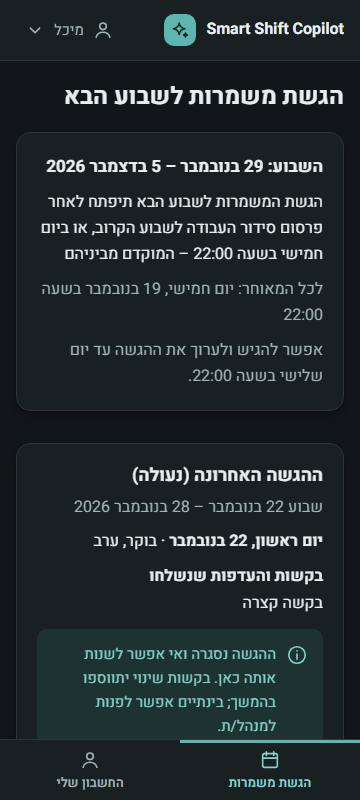 Smart Shift Copilot
מיכל
הגשת משמרות לשבוע הבא
השבוע: 29 בנובמבר – 5 בדצמבר 2026
הגשת המשמרות לשבוע הבא תיפתח לאחר
פרסום סידור העבודה לשבוע הקרוב, או ביום
חמישי בשעה 22:00 – המוקדם מביניהם
לכל המאוחר: יום חמישי, 19 בנובמבר בשעה
22:00
אפשר להגיש ולערוך את ההגשה עד יום
שלישי בשעה 22:00.
ההגשה האחרונה (נעולה)
שבוע 22 בנובמבר – 28 בנובמבר 2026
יום ראשון, 22 בנובמבר · בוקר, ערב
בקשות והעדפות שנשלחו
בקשה קצרה
ההגשה נסגרה ואי אפשר לשנות
אותה כאן. בקשות שינוי יתווספו
בהמשך; בינתיים אפשר לפנות
למנהל/ת.
הגשת משמרות
החשבון שלי